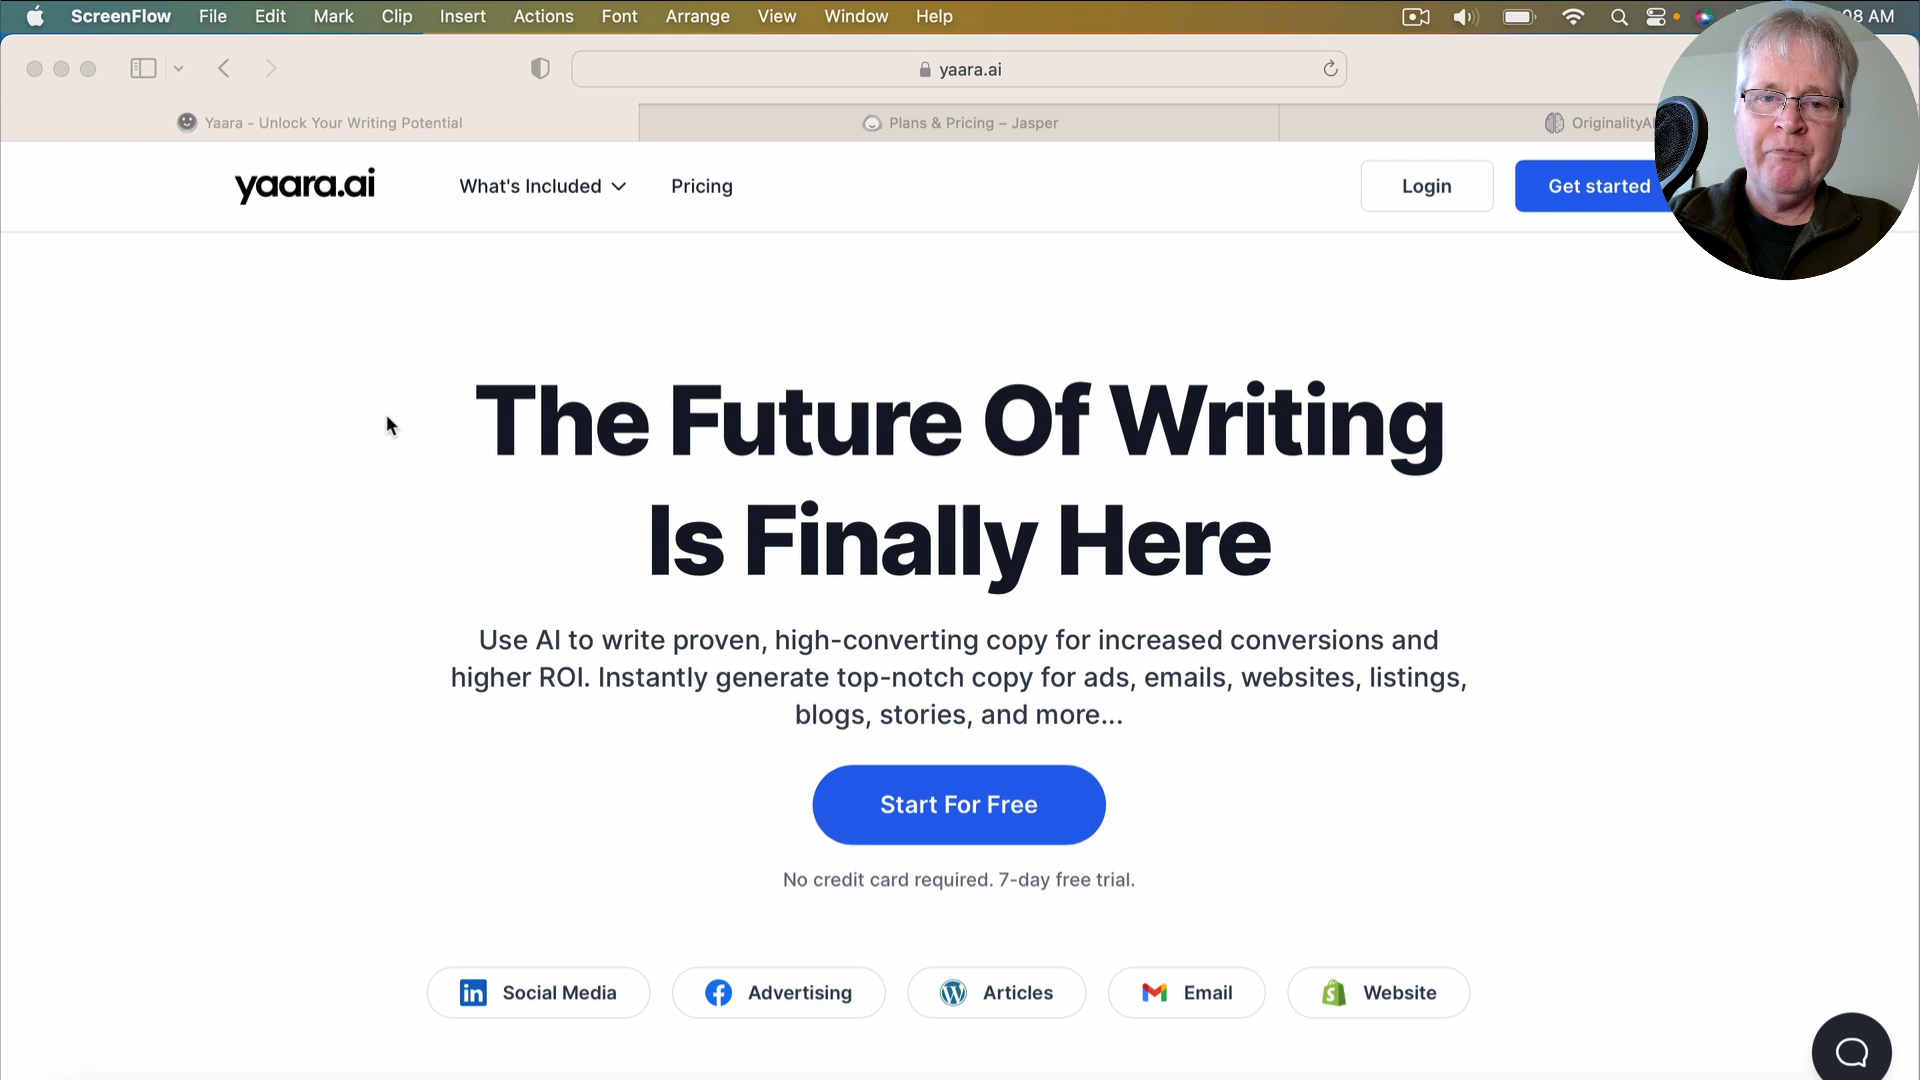 ScreenFlow File Edit Mark Clip Insert Actions Font Arrange View Window Help AM
yaara.ai
Yaara - Unlock Your Writing Potential
Plans & Pricing – Jasper
yaara.ai
What's Included
Pricing
Login
Get started
The Future Of Writing
Is Finally Here
Use AI to write proven, high-converting copy for increased conversions and
higher ROI. Instantly generate top-notch copy for ads, emails, websites, listings,
blogs, stories, and more...
Start For Free
No credit card required. 7-day free trial.
Social Media
Advertising
Articles
Email
Website